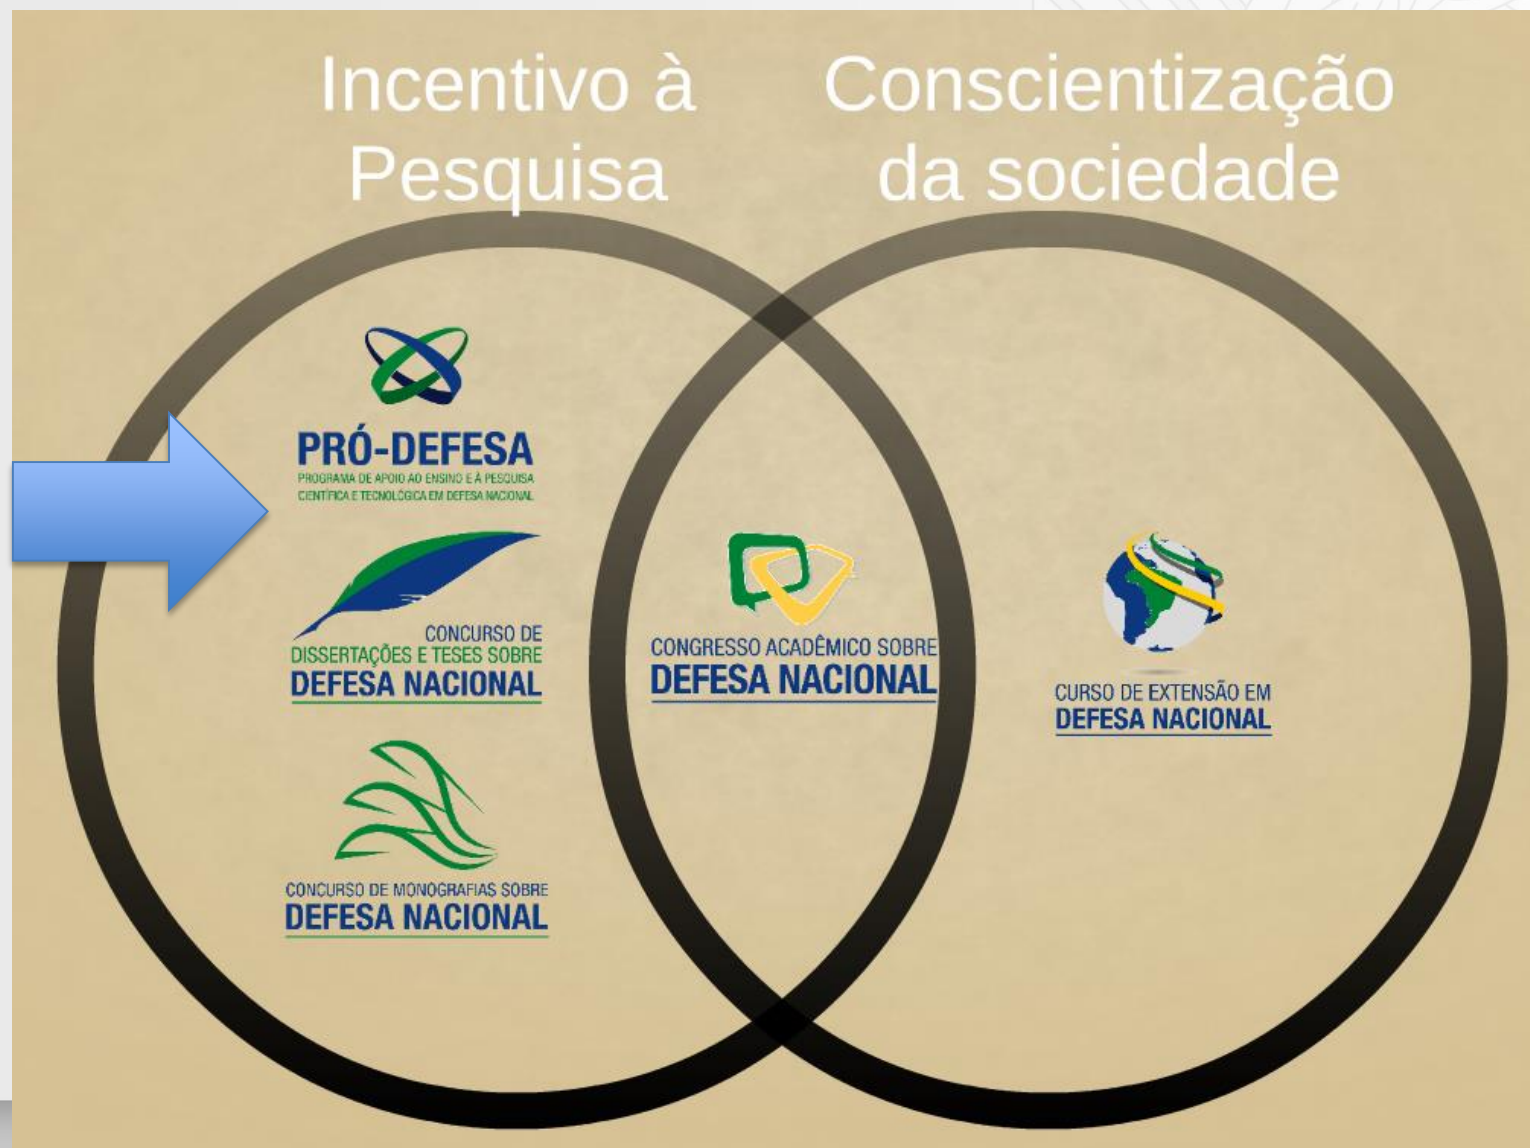 Incentivo à
Pesquisa
Conscientização
da sociedade
PRÓ-DEFESA
PROGRAMA DE APOIO AO ENSINO E À PESQUISA
CIENTÍFICA E TECNOLÓGICA EM DEFESA NACIONAL
CONCURSO DE
DISSERTAÇÕES E TESES SOBRE
DEFESA NACIONAL
CONCURSO DE MONOGRAFIAS SOBRE
DEFESA NACIONAL
CONGRESSO ACADÊMICO SOBRE
DEFESA NACIONAL
CURSO DE EXTENSÃO EM
DEFESA NACIONAL